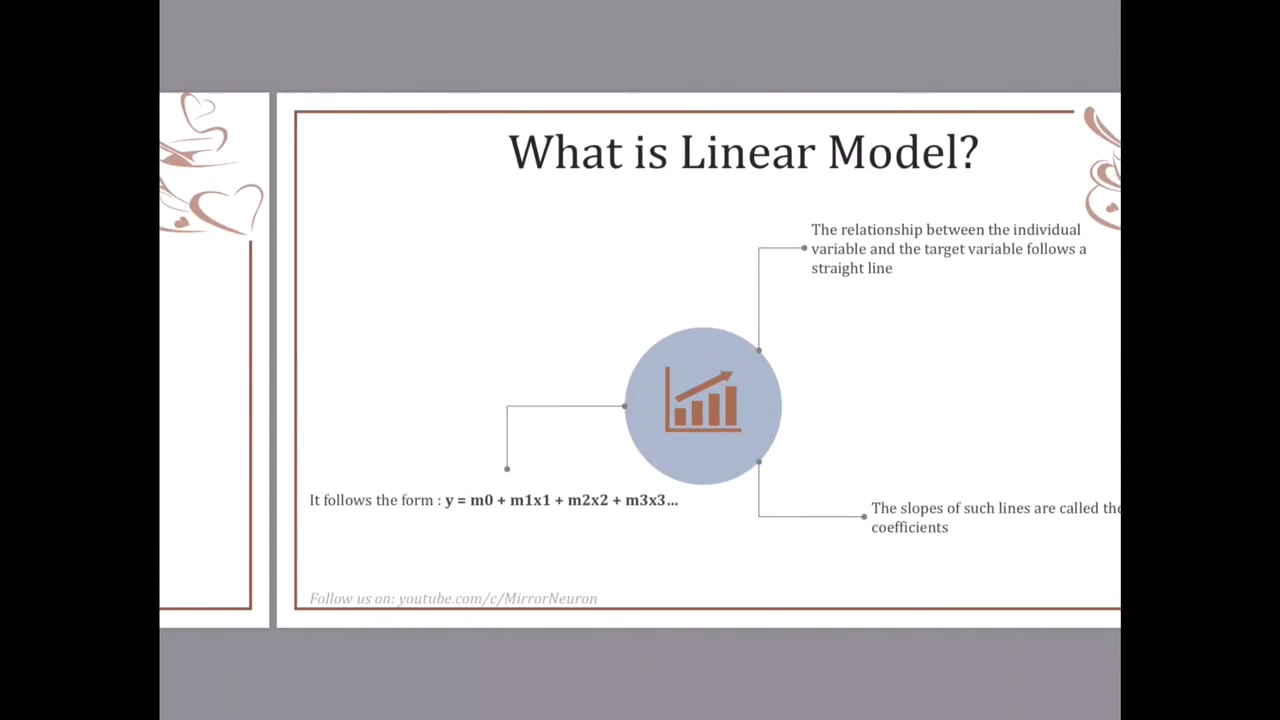 What is Linear Model?
The relationship between the individual
variable and the target variable follows a
straight line
It follows the form : y = m0 + m1x1 + m2x2 + m3x3...
The slopes of such lines are called the
coefficients
Follow us on: youtube.com/c/MirrorNeuron